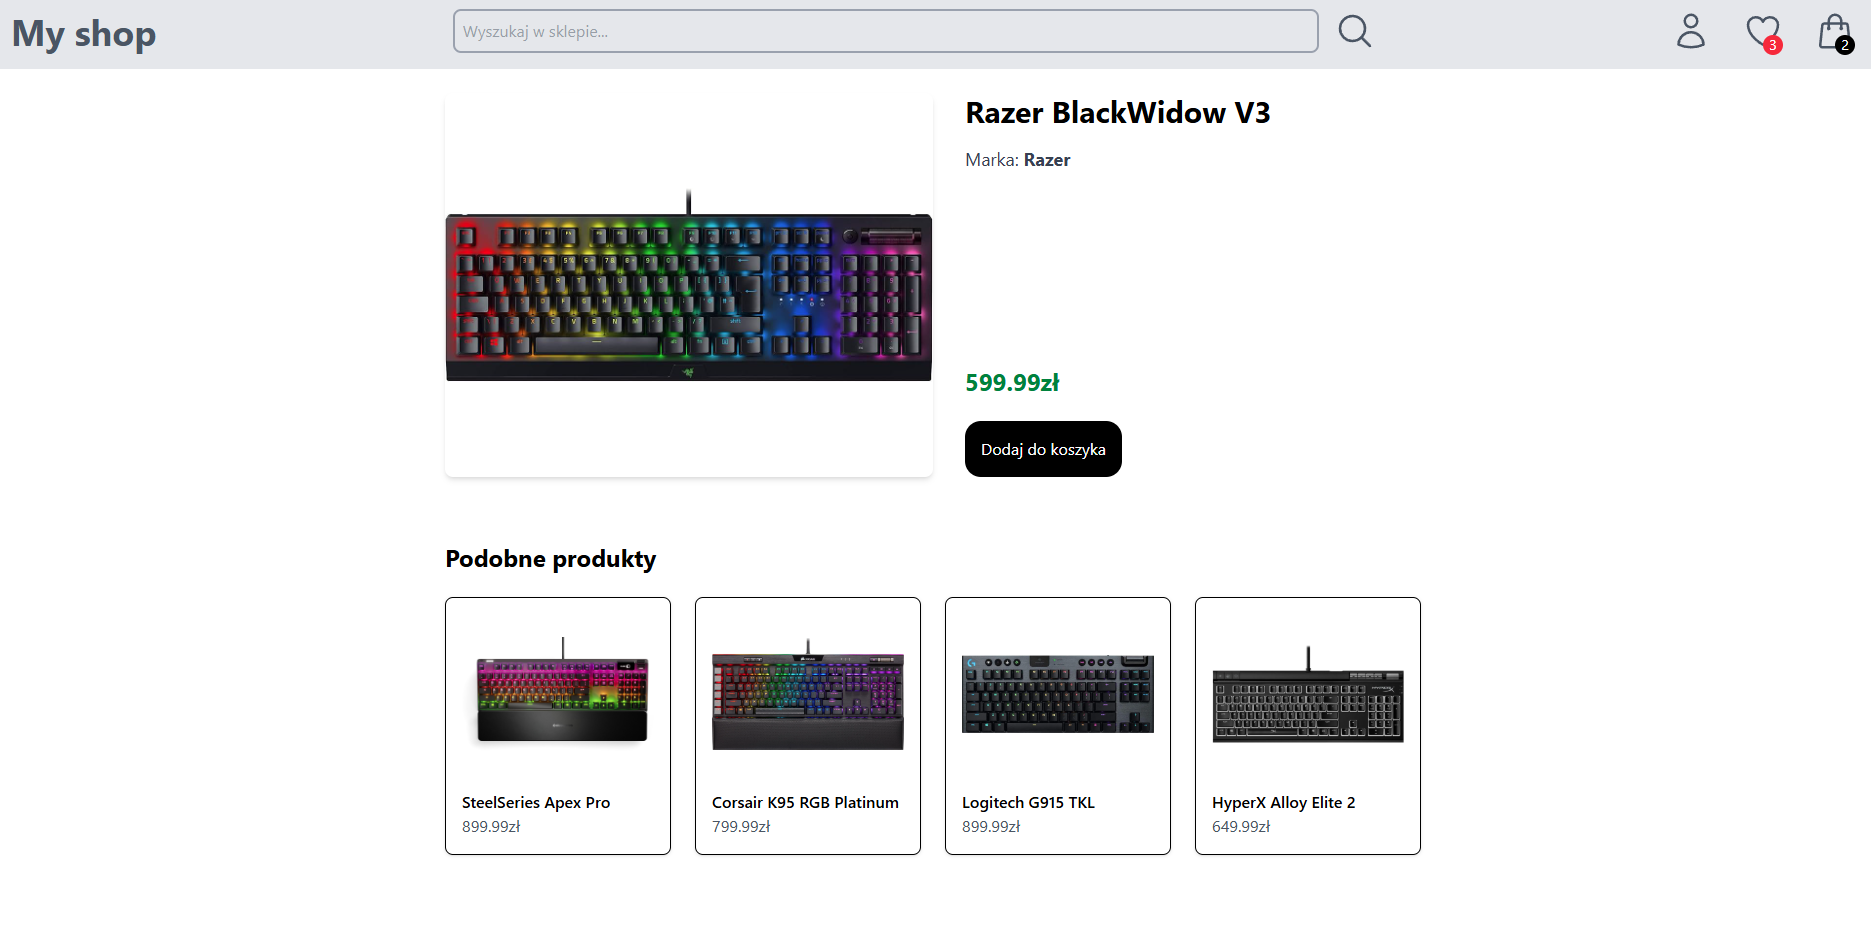 My shop
Wyszukaj w sklepie...
3
2
Razer BlackWidow V3
Marka: Razer
599.99zł
Dodaj do koszyka
Podobne produkty
SteelSeries Apex Pro
899.99zł
Corsair K95 RGB Platinum
799.99zł
Logitech G915 TKL
899.99zł
HyperX Alloy Elite 2
649.99zł